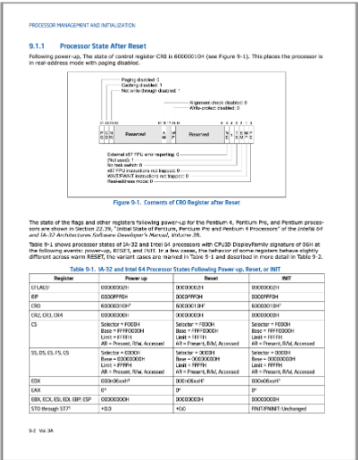 PROCESSOR MANAGEMENT AND INITIALIZATION
9.1.1 Processor State After Reset
Following power-up, The state of control register CR0 is 60000010H (see Figure 9-1). This places the processor is
in real-address mode with paging disabled.
Paging disabled: 0
Caching disabled: 1
Not write-through disabled: 1
Alignment check disabled: 0
Write-protect disabled: 0
Reserved
Reserved
External x87 FPU error reporting: 0
(Not used): 1
No task switch: 0
x87 FPU instructions not trapped: 0
WAIT/FWAIT instructions not trapped: 0
Real-address mode: 0
Figure 9-1. Contents of CR0 Register after Reset
The state of the flags and other registers following power-up for the Pentium 4, Pentium Pro, and Pentium proces-
sors are shown in Section 22.39, "Initial State of Pentium, Pentium Pro and Pentium 4 Processors" of the Intel® 64
and IA-32 Architectures Software Developer's Manual, Volume 3B.
Table 9-1 shows processor states of IA-32 and Intel 64 processors with CPUID DisplayFamily signature of 06H at
the following events: power-up, RESET, and INIT. In a few cases, the behavior of some registers behave slightly
different across warm RESET, the variant cases are marked in Table 9-1 and described in more detail in Table 9-2.
Table 9-1. IA-32 and Intel 64 Processor States Following Power-up, Reset, or INIT
Register Power up Reset INIT
EFLAGS 00000002H 00000002H 00000002H
EIP 0000FFF0H 0000FFF0H 0000FFF0H
CR0 60000010H 60000010H 60000010H
CR2, CR3, CR4 00000000H 00000000H 00000000H
CS Selector = F000H Selector = F000H Selector = F000H
Base = FFFF0000H Base = FFFF0000H Base = FFFF0000H
Limit = FFFFH Limit = FFFFH Limit = FFFFH
AR = Present, R/W, Accessed AR = Present, R/W, Accessed AR = Present, R/W, Accessed
SS, DS, ES, FS, GS Selector = 0000H Selector = 0000H Selector = 0000H
Base = 00000000H Base = 00000000H Base = 00000000H
Limit = FFFFH Limit = FFFFH Limit = FFFFH
AR = Present, R/W, Accessed AR = Present, R/W, Accessed AR = Present, R/W, Accessed
EDX 000n06xxH 000n06xxH 000n06xxH
EAX 0 0 0
EBX, ECX, ESI, EDI, EBP, ESP 00000000H 00000000H 00000000H
ST0 through ST7 +0.0 +0.0 FINIT/FNINIT: Unchanged
9-2 Vol. 3A